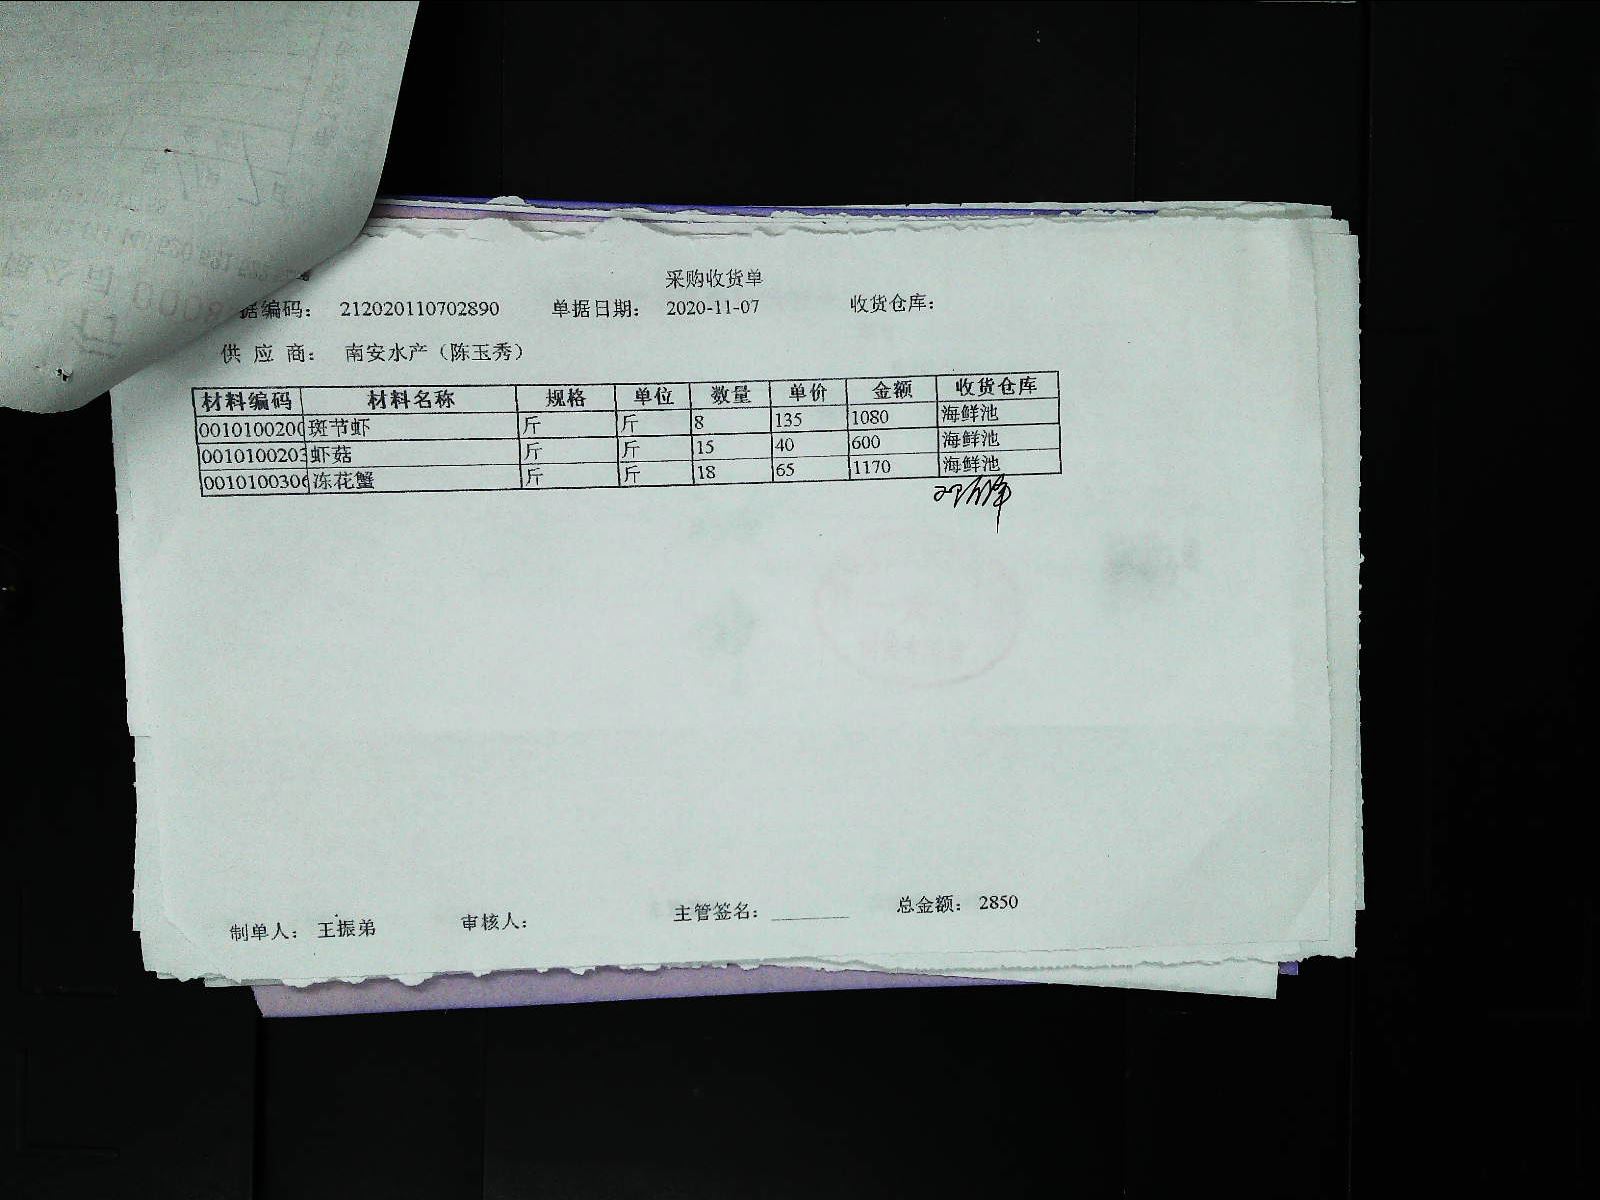 采购收货单
据编码： 212020110702890 单据日期： 2020-11-07 收货仓库：
供 应 商： 南安水产（陈玉秀）
材料编码 材料名称 规格 单位 数量 单价 金额 收货仓库
0010100200 斑节虾 斤 斤 8 135 1080 海鲜池
0010100203 虾菇 斤 斤 15 40 600 海鲜池
0010100306 冻花蟹 斤 斤 18 65 1170 海鲜池
制单人： 王振弟 审核人： 主管签名： 总金额： 2850